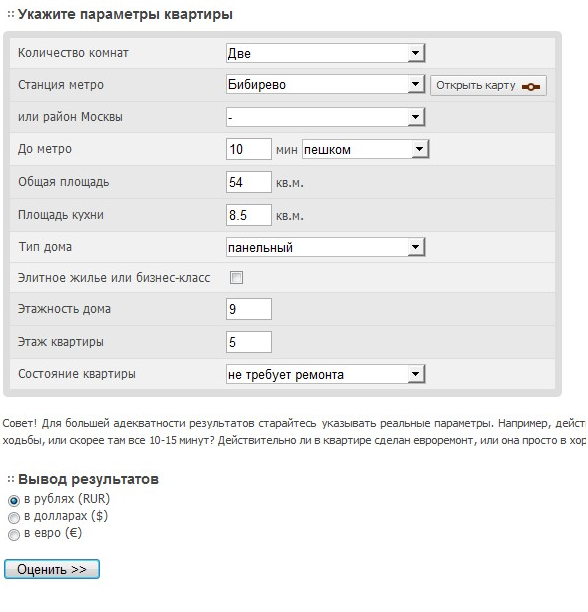 :: Укажите параметры квартиры
Количество комнат Две
Станция метро Бибирево Открыть карту
или район Москвы -
До метро 10 мин пешком
Общая площадь 54 кв.м.
Площадь кухни 8.5 кв.м.
Тип дома панельный
Элитное жилье или бизнес-класс
Этажность дома 9
Этаж квартиры 5
Состояние квартиры не требует ремонта
Совет! Для большей адекватности результатов старайтесь указывать реальные параметры. Например, дейст
ходьбы, или скорее там все 10-15 минут? Действительно ли в квартире сделан евроремонт, или она просто в хор
:: Вывод результатов
в рублях (RUR)
в долларах ($)
в евро (€)
Оценить >>